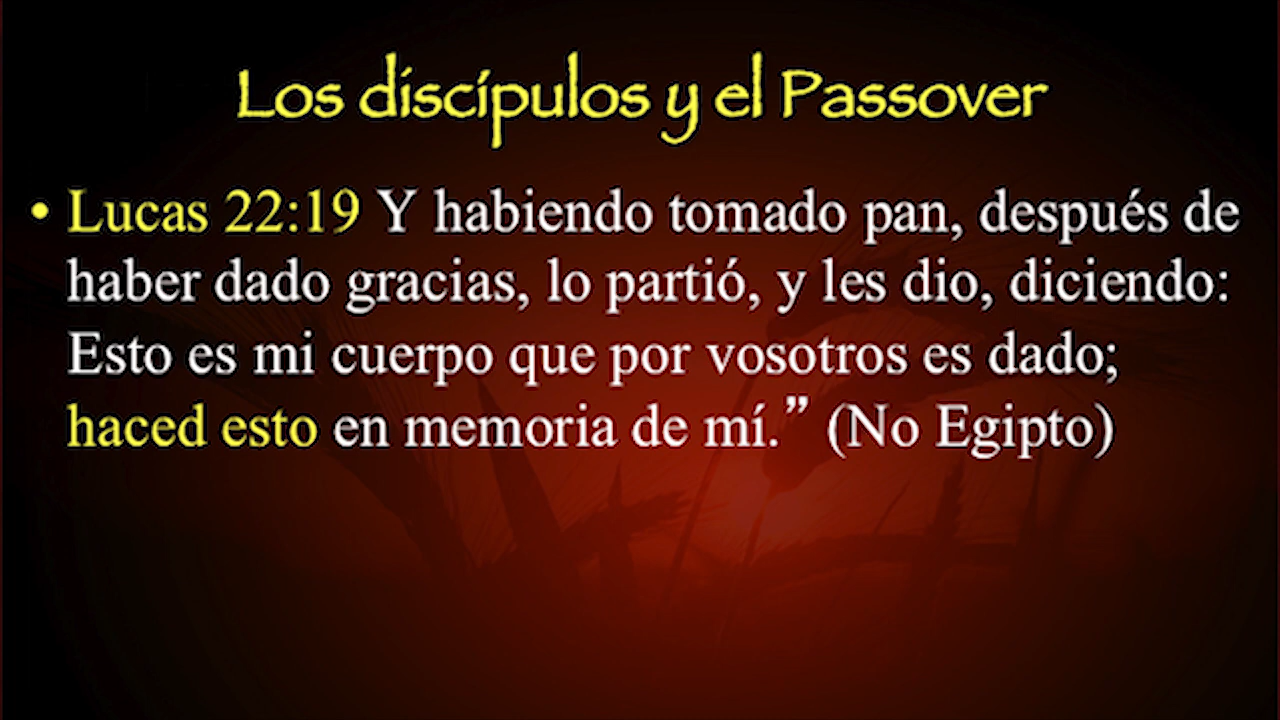 Los discípulos y el Passover
• Lucas 22:19 Y habiendo tomado pan, después de
haber dado gracias, lo partió, y les dio, diciendo:
Esto es mi cuerpo que por vosotros es dado;
haced esto en memoria de mí.” (No Egipto)